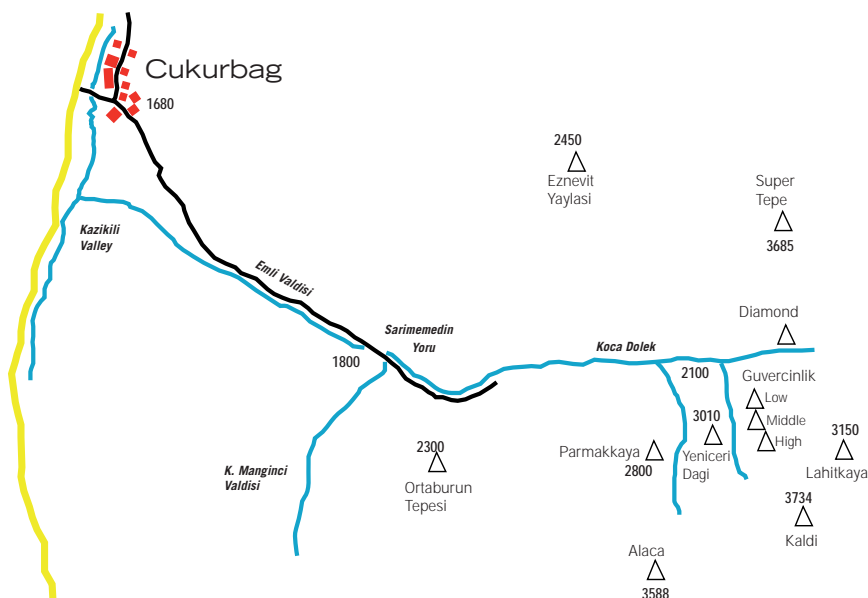 Cukurbag
1680
2450
Eznevit
Yaylasi
Super
Tepe
3685
Kazikili
Valley
Emli Valdisi
Sarimemedin
Yoru
Diamond
1800
Koca Dolek
2100
Guvercinlik
Low
Middle
High
3010
Yeniceri
Dagi
3150
Lahitkaya
2300
Ortaburun
Tepesi
Parmakkaya
2800
K. Manginci
Valdisi
3734
Kaldi
Alaca
3588